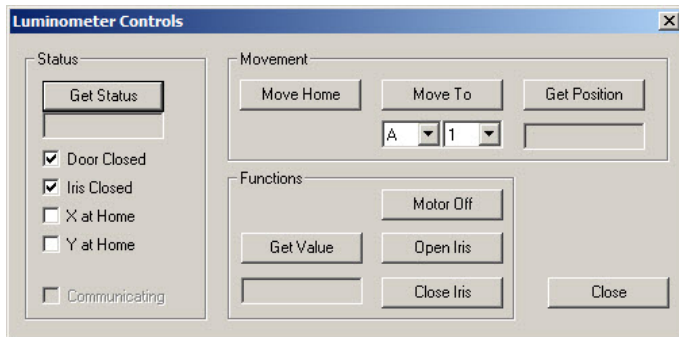 Luminometer Controls
Status
Get Status
Door Closed
Iris Closed
X at Home
Y at Home
Communicating
Movement
Move Home
Move To
Get Position
A
1
Functions
Motor Off
Get Value
Open Iris
Close Iris
Close